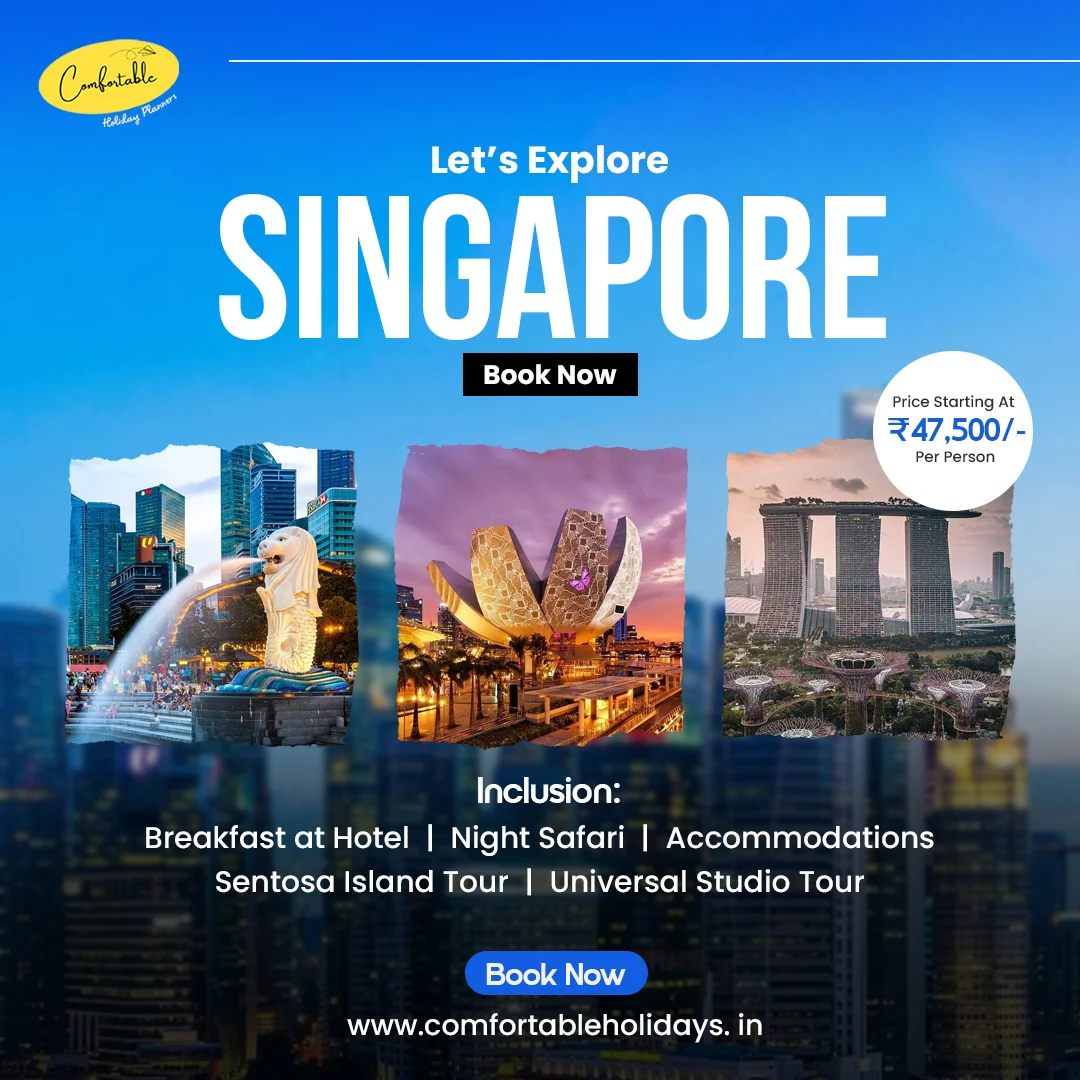 Comfortable
Holiday Planners
Let’s Explore
SINGAPORE
Book Now
Price Starting At
₹47,500/-
Per Person
Inclusion:
Breakfast at Hotel | Night Safari | Accommodations
Sentosa Island Tour | Universal Studio Tour
Book Now
www.comfortableholidays. in